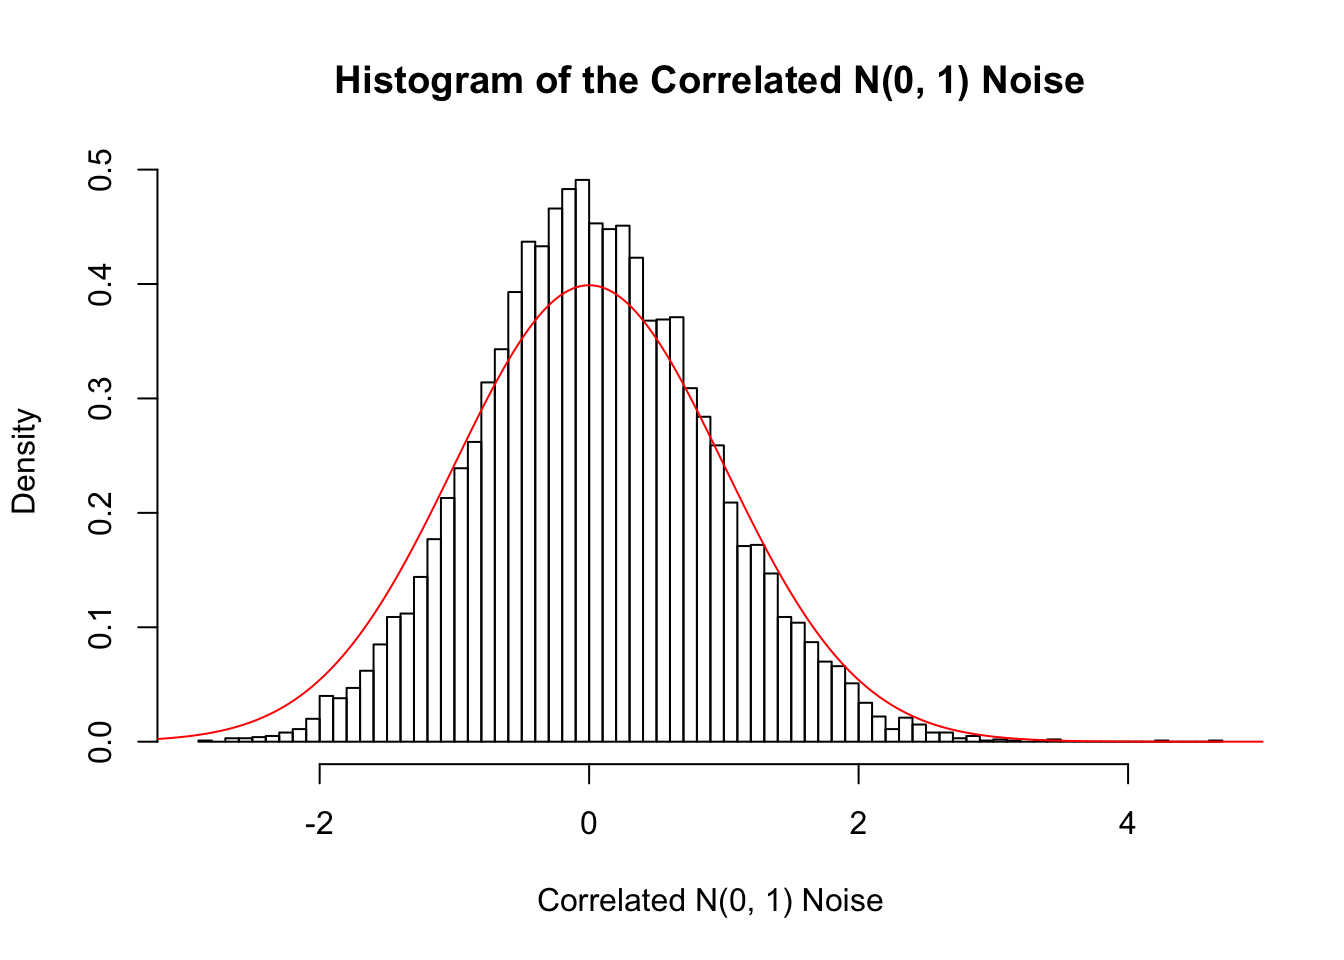 Histogram of the Correlated N(0, 1) Noise
Density
0.5
0.4
0.3
0.2
0.1
0.0
-2 0 2 4
Correlated N(0, 1) Noise